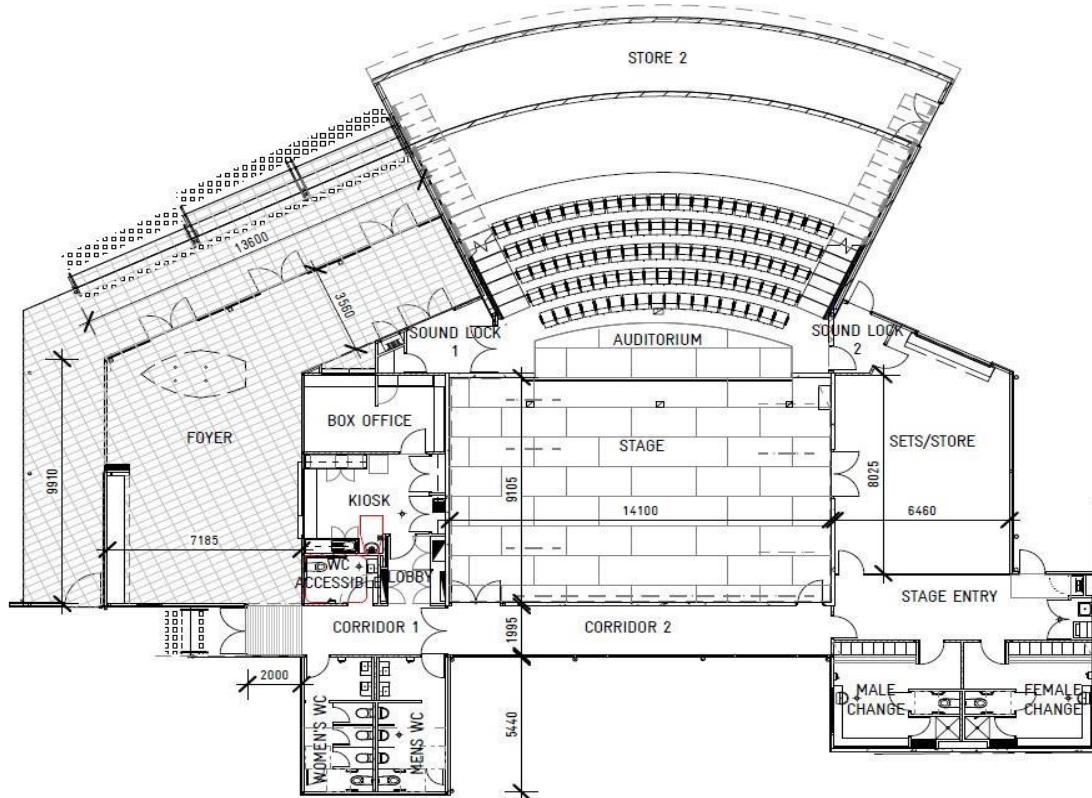 STORE 2
13600
3560
SOUND LOCK
1
AUDITORIUM
SOUND LOCK
2
BOX OFFICE
FOYER
STAGE
SETS/STORE
9910
9105
8025
KIOSK
14100
6460
7185
WC
ACCESSIBLE
LOBBY
STAGE ENTRY
CORRIDOR 1
1995
CORRIDOR 2
2000
WOMEN'S WC
MENS WC
5440
MALE
CHANGE
FEMALE
CHANGE